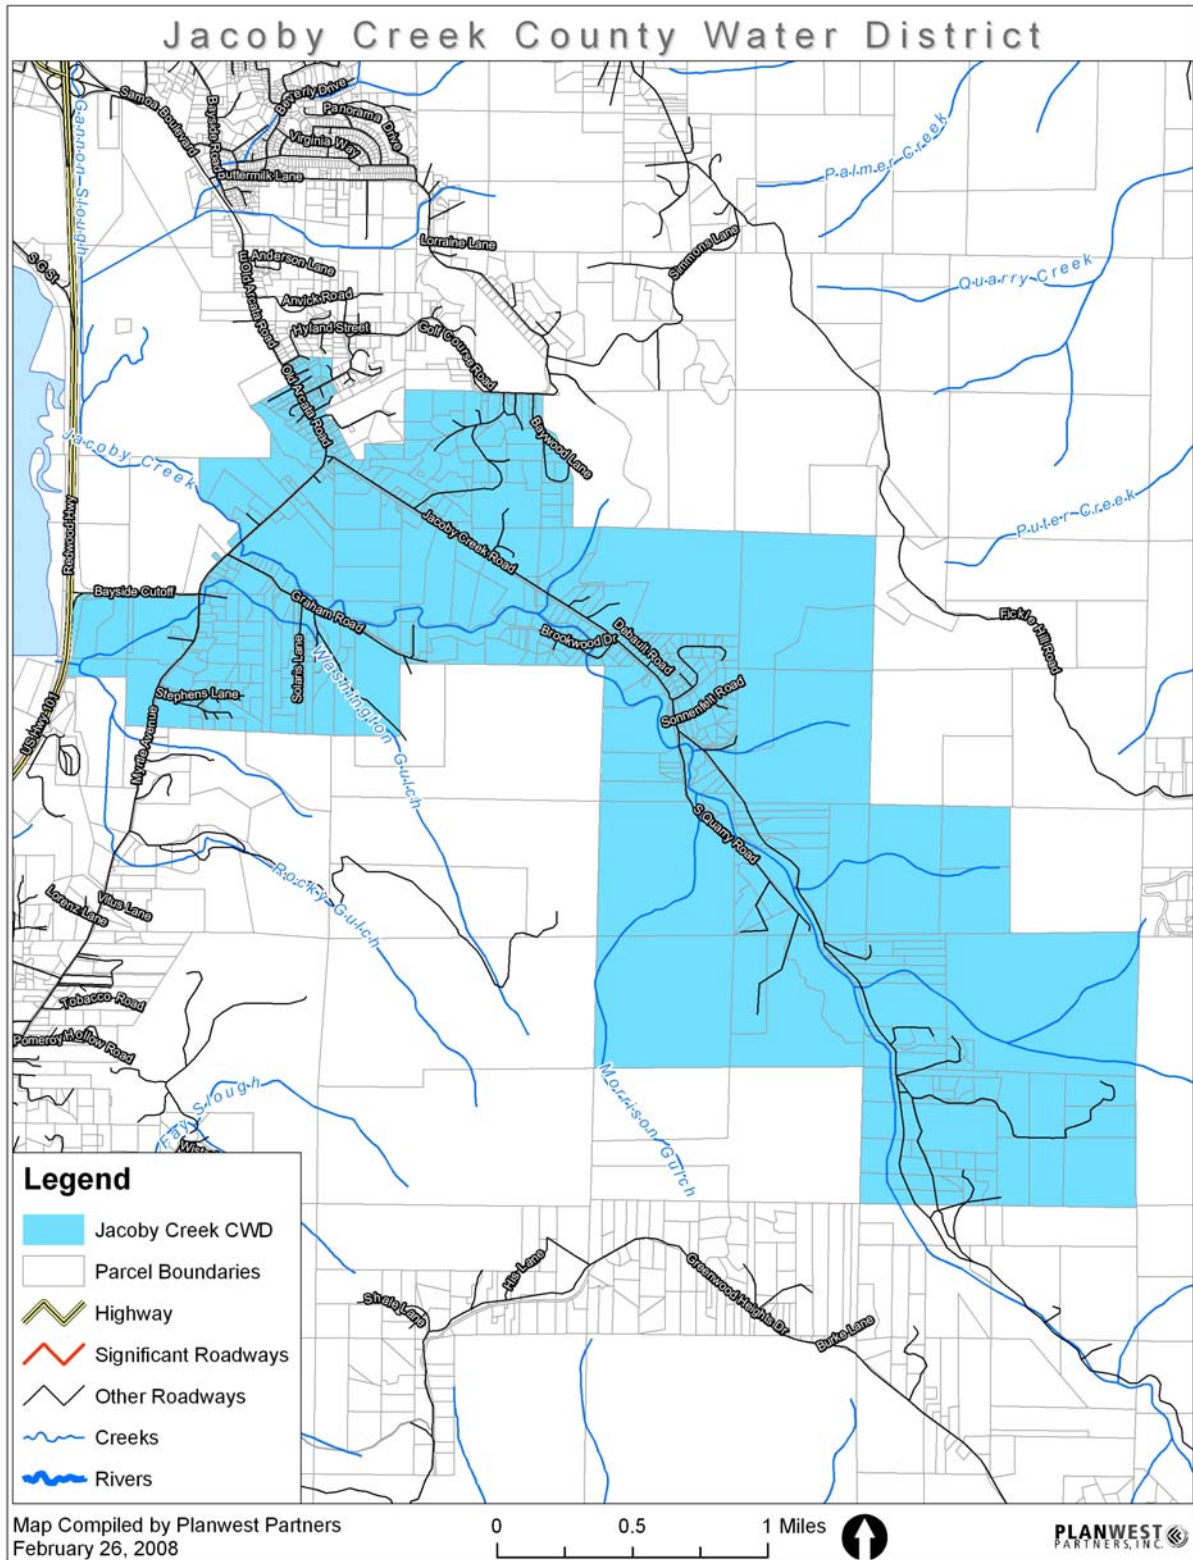 Jacoby Creek County Water District
Samoa Boulevard
Bayside Road
Beverly Drive
Panorama Drive
Virginia Way
uttermilk Lane
Gannon Slough
Palmer Creek
Lorraine Lane
Simmons Lane
S G St
Anderson Lane
Old Arcata Road
Quarry Creek
Anvick Road
Hyland Street
Golf Course Road
Old Arcata Road
Baywood Lane
Jacoby Creek
Redwood Hwy
Jacoby Creek Road
Puter Creek
Bayside Cutoff
Graham Road
Fickle Hill Road
Brookwood Dr
Debault Road
Solaris Lane
Washington Gulch
Stephens Lane
Sonnenfelt Road
US Hwy 101
Myrtle Avenue
S Quarry Road
Rocky Gulch
Lorenz Lane
Vitus Lane
Tobacco Road
Pomeroy Hollow Road
Fay Slough
Morrison Gulch
His Lane
Shale Lane
Greenwood Heights Dr
Burke Lane
Legend
Jacoby Creek CWD
Parcel Boundaries
Highway
Significant Roadways
Other Roadways
Creeks
Rivers
Map Compiled by Planwest Partners
February 26, 2008
0 0.5 1 Miles
PLANWEST
PARTNERS, INC.